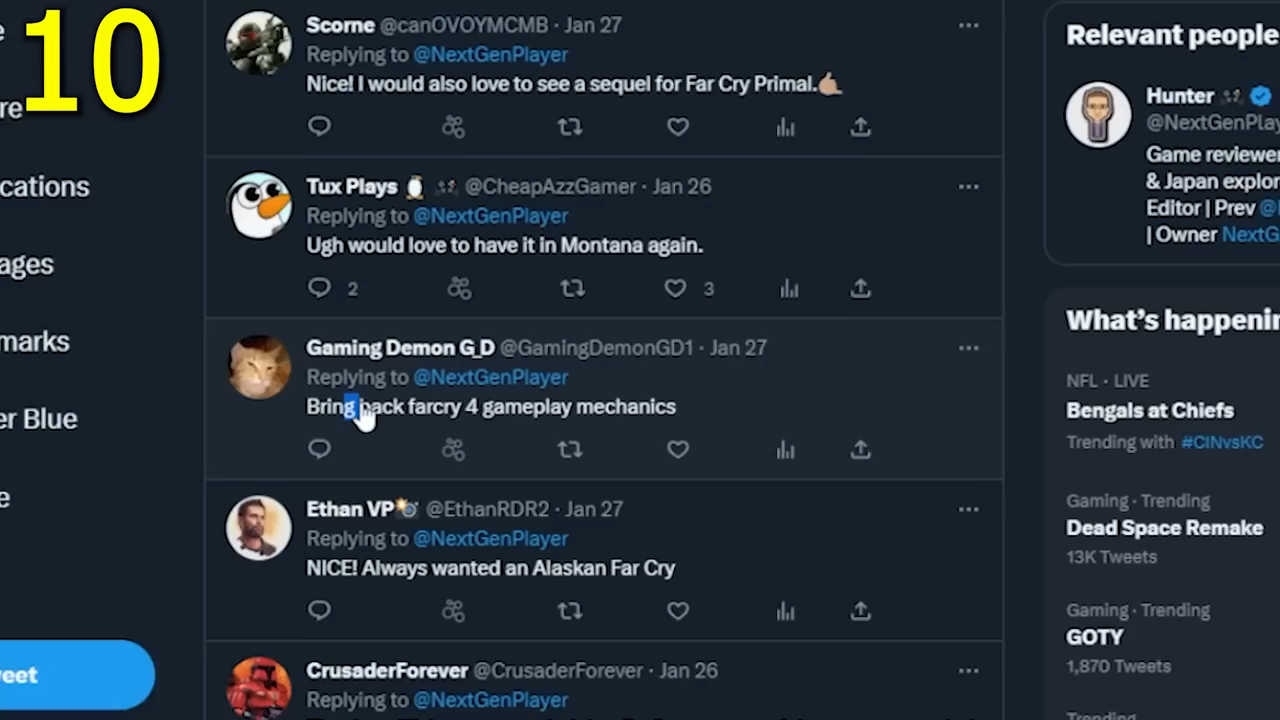 10
Scorne @canOVOYMCMB · Jan 27
Replying to @NextGenPlayer
Nice! I would also love to see a sequel for Far Cry Primal.
Tux Plays @CheapAzzGamer · Jan 26
Replying to @NextGenPlayer
Ugh would love to have it in Montana again.
2 3
Gaming Demon G_D @GamingDemonGD1 · Jan 27
Replying to @NextGenPlayer
Bring back farcry 4 gameplay mechanics
Ethan VP @EthanRDR2 · Jan 27
Replying to @NextGenPlayer
NICE! Always wanted an Alaskan Far Cry
CrusaderForever @CrusaderForever · Jan 26
Replying to @NextGenPlayer
re
cations
ages
marks
er Blue
e
eet
Relevant people
Hunter
@NextGenPlay
Game reviewer
& Japan explor
Editor | Prev @
| Owner NextG
What's happenin
NFL · LIVE
Bengals at Chiefs
Trending with #CINvsKC
Gaming · Trending
Dead Space Remake
13K Tweets
Gaming · Trending
GOTY
1,870 Tweets
Trending